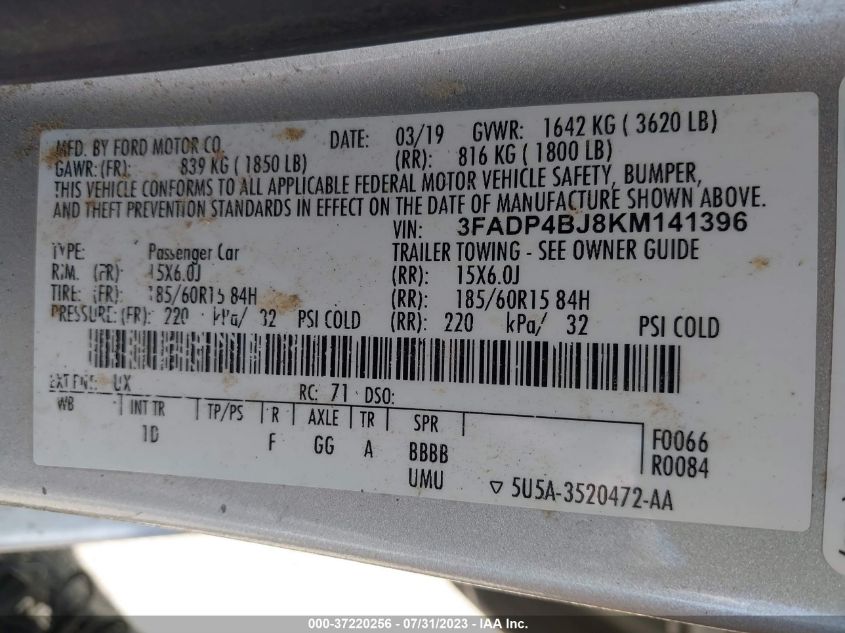 MFD. BY FORD MOTOR CO. DATE: 03/19 GVWR: 1642 KG ( 3620 LB)
GAWR: (FR): 839 KG ( 1850 LB) (RR): 816 KG ( 1800 LB)
THIS VEHICLE CONFORMS TO ALL APPLICABLE FEDERAL MOTOR VEHICLE SAFETY, BUMPER,
AND THEFT PREVENTION STANDARDS IN EFFECT ON THE DATE OF MANUFACTURE SHOWN ABOVE.
VIN: 3FADP4BJ8KM141396
TYPE: Passenger Car TRAILER TOWING - SEE OWNER GUIDE
RIM: (FR): 15X6.0J (RR): 15X6.0J
TIRE: (FR): 185/60R15 84H (RR): 185/60R15 84H
PRESSURE: (FR): 220 kPa/ 32 PSI COLD (RR): 220 kPa/ 32 PSI COLD
EXT PNT: UX RC: 71 DSO:
WB INT TR TP/PS R AXLE TR SPR
1D F GG A BBBB F0066
UMU R0084
▽ 5U5A-3520472-AA
000-37220256 - 07/31/2023 - IAA Inc.